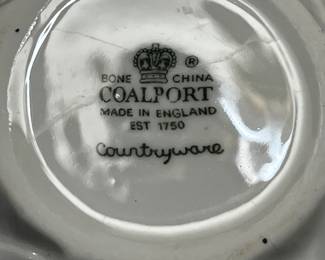 BONE CHINA ®
COALPORT
MADE IN ENGLAND
EST 1750
Countryware